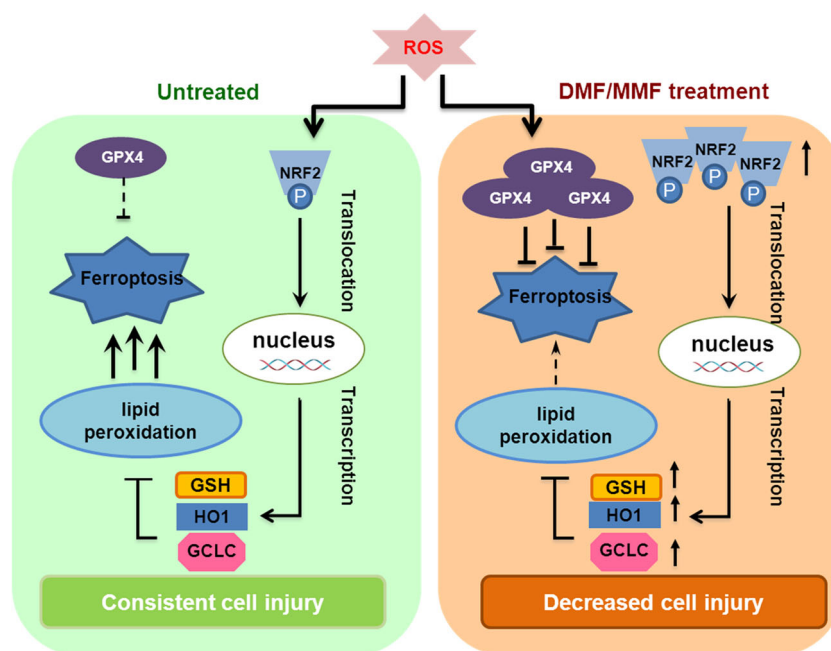 ROS
Untreated
DMF/MMF treatment
GPX4
NRF2
P
Translocation
Ferroptosis
nucleus
lipid
peroxidation
Transcription
GSH
HO1
GCLC
Consistent cell injury
GPX4
GPX4
GPX4
NRF2
NRF2
NRF2
P
P
P
Translocation
Ferroptosis
nucleus
lipid
peroxidation
Transcription
GSH
HO1
GCLC
Decreased cell injury